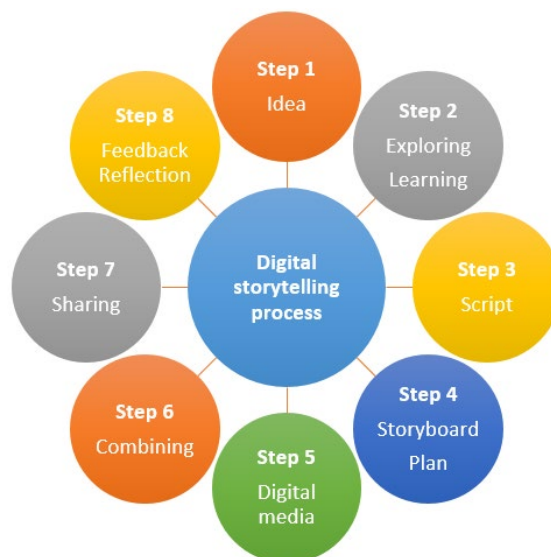 Step 1
Idea
Step 2
Exploring
Learning
Step 3
Script
Step 4
Storyboard
Plan
Step 5
Digital
media
Step 6
Combining
Step 7
Sharing
Step 8
Feedback
Reflection
Digital
storytelling
process